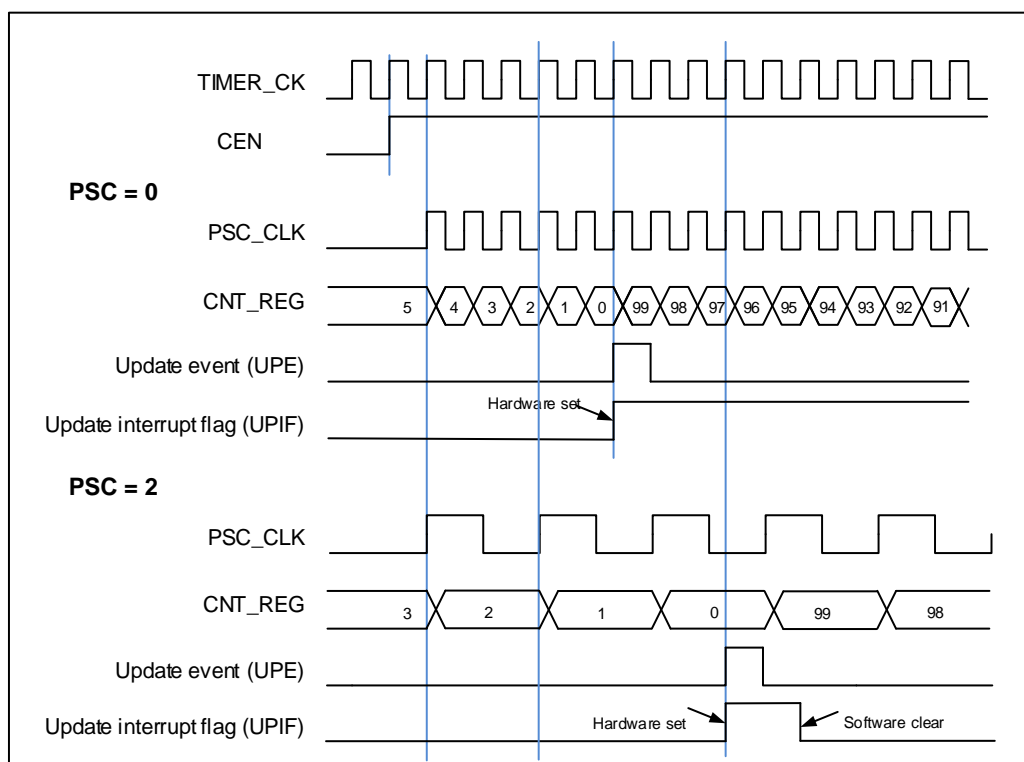 TIMER_CK
CEN
PSC = 0
PSC_CLK
CNT_REG 5 4 3 2 1 0 99 98 97 96 95 94 93 92 91
Update event (UPE)
Hardware set
Update interrupt flag (UPIF)
PSC = 2
PSC_CLK
CNT_REG 3 2 1 0 99 98
Update event (UPE)
Update interrupt flag (UPIF) Hardware set Software clear